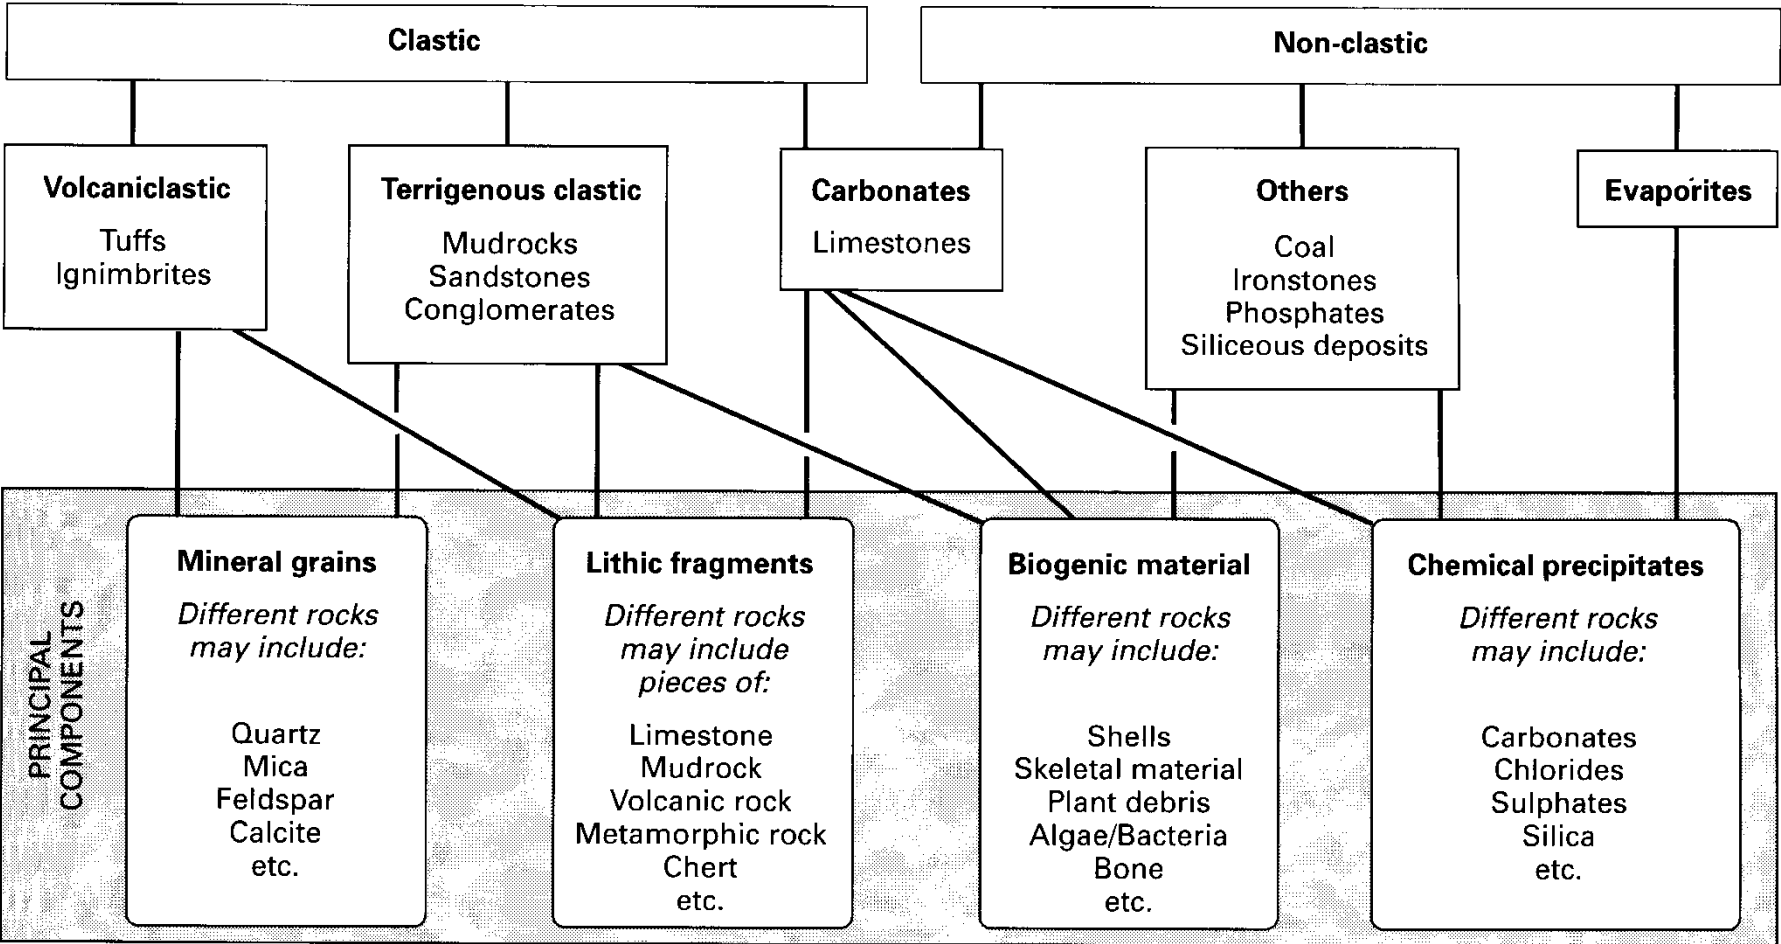 Clastic
Non-clastic
Volcaniclastic
Tuffs
Ignimbrites
Terrigenous clastic
Mudrocks
Sandstones
Conglomerates
Carbonates
Limestones
Others
Coal
Ironstones
Phosphates
Siliceous deposits
Evaporites
PRINCIPAL
COMPONENTS
Mineral grains
Different rocks
may include:
Quartz
Mica
Feldspar
Calcite
etc.
Lithic fragments
Different rocks
may include
pieces of:
Limestone
Mudrock
Volcanic rock
Metamorphic rock
Chert
etc.
Biogenic material
Different rocks
may include:
Shells
Skeletal material
Plant debris
Algae/Bacteria
Bone
etc.
Chemical precipitates
Different rocks
may include:
Carbonates
Chlorides
Sulphates
Silica
etc.